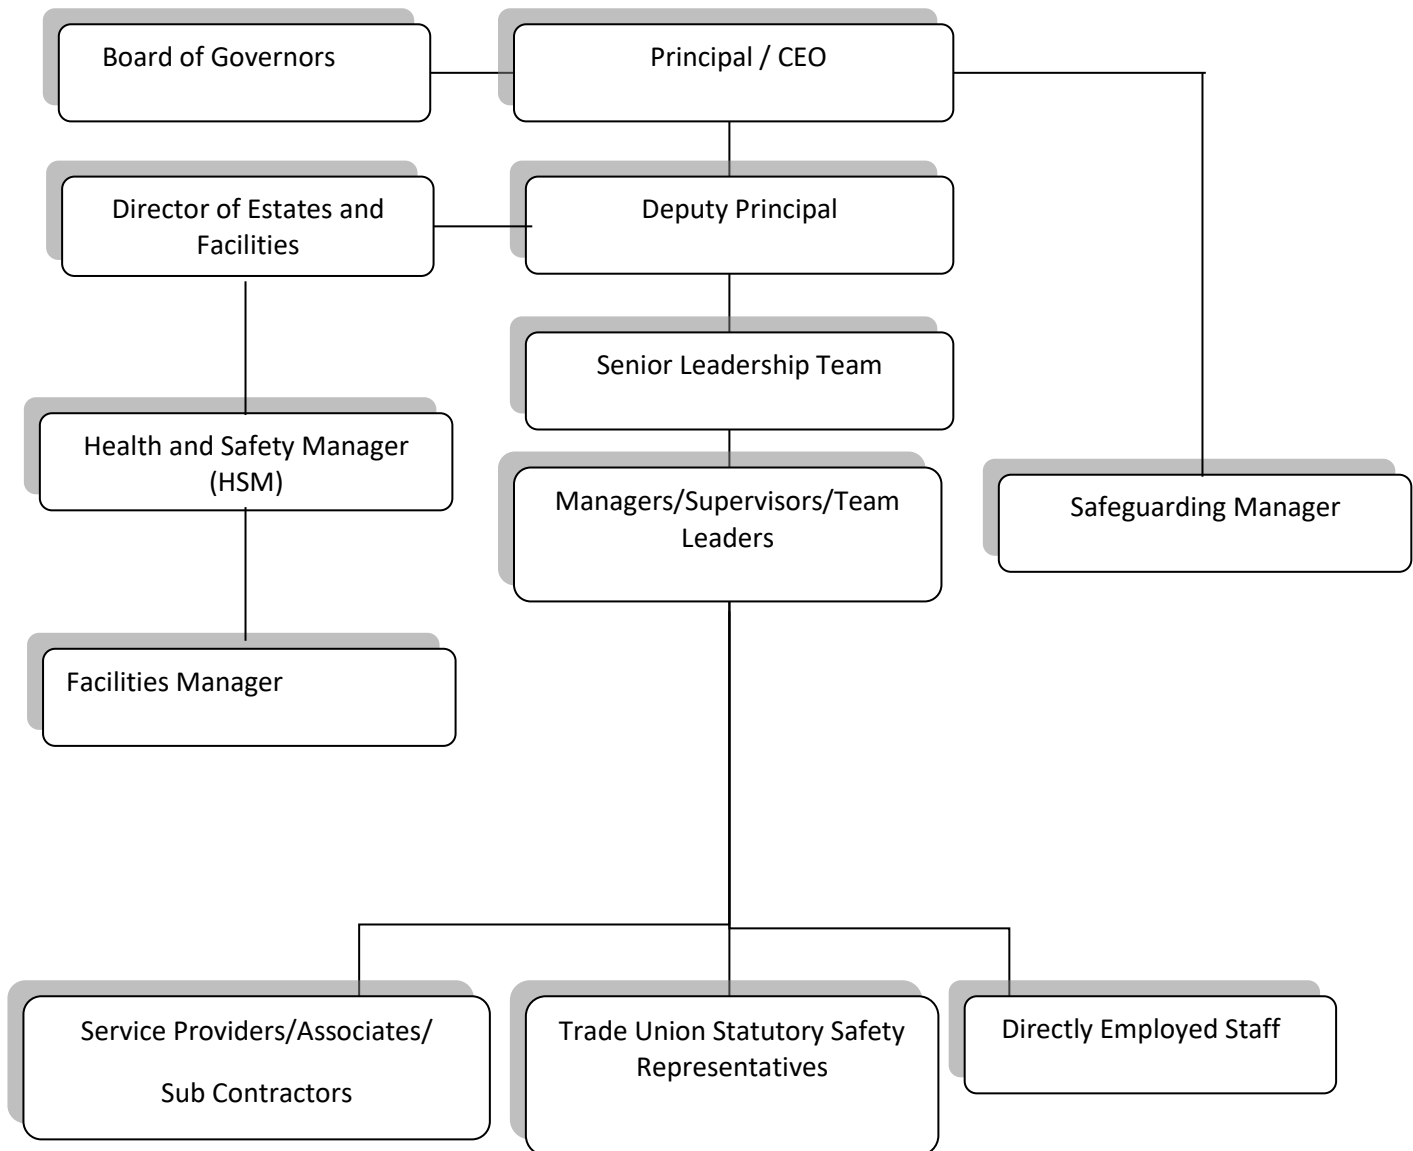 Board of Governors
Principal / CEO
Director of Estates and
Facilities
Deputy Principal
Senior Leadership Team
Health and Safety Manager
(HSM)
Managers/Supervisors/Team
Leaders
Safeguarding Manager
Facilities Manager
Service Providers/Associates/
Sub Contractors
Trade Union Statutory Safety
Representatives
Directly Employed Staff